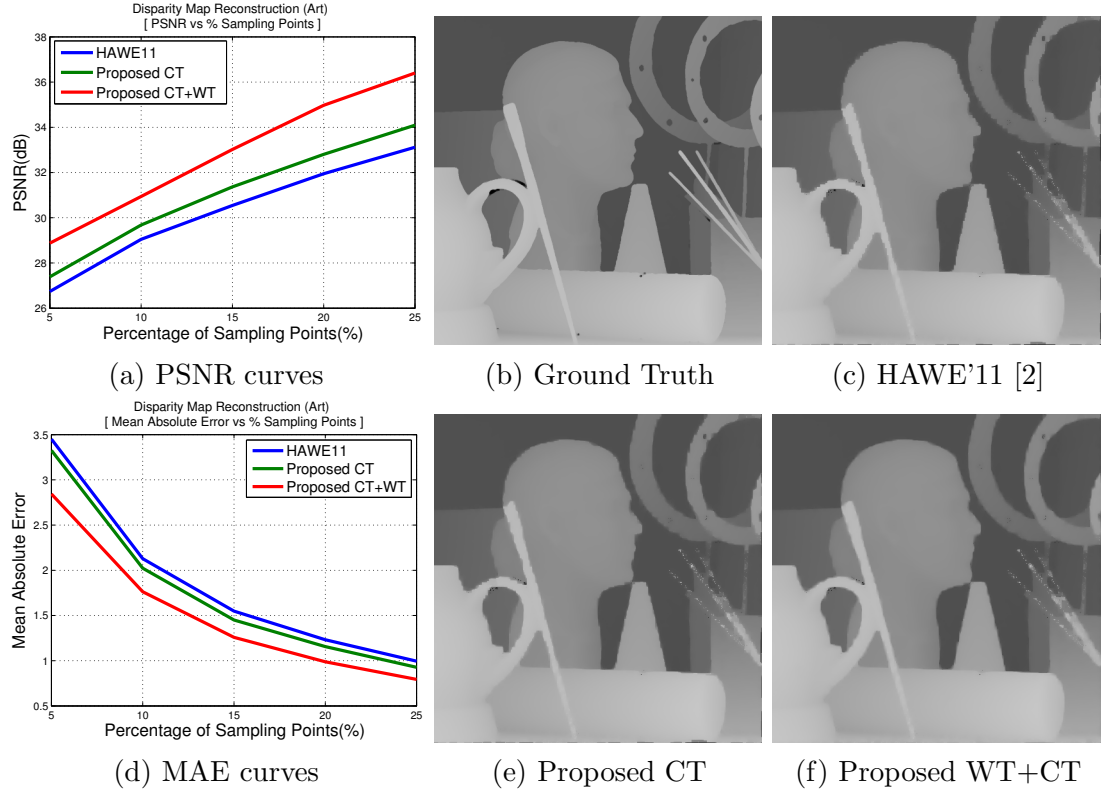 Disparity Map Reconstruction (Art)
[ PSNR vs % Sampling Points ]
38
36
34
32
30
28
26
PSNR(dB)
HAWE11
Proposed CT
Proposed CT+WT
5 10 15 20 25
Percentage of Sampling Points(%)
(a) PSNR curves
(b) Ground Truth
(c) HAWE'11 [2]
Disparity Map Reconstruction (Art)
[ Mean Absolute Error vs % Sampling Points ]
3.5
3
2.5
2
1.5
1
0.5
Mean Absolute Error
HAWE11
Proposed CT
Proposed CT+WT
5 10 15 20 25
Percentage of Sampling Points(%)
(d) MAE curves
(e) Proposed CT
(f) Proposed WT+CT